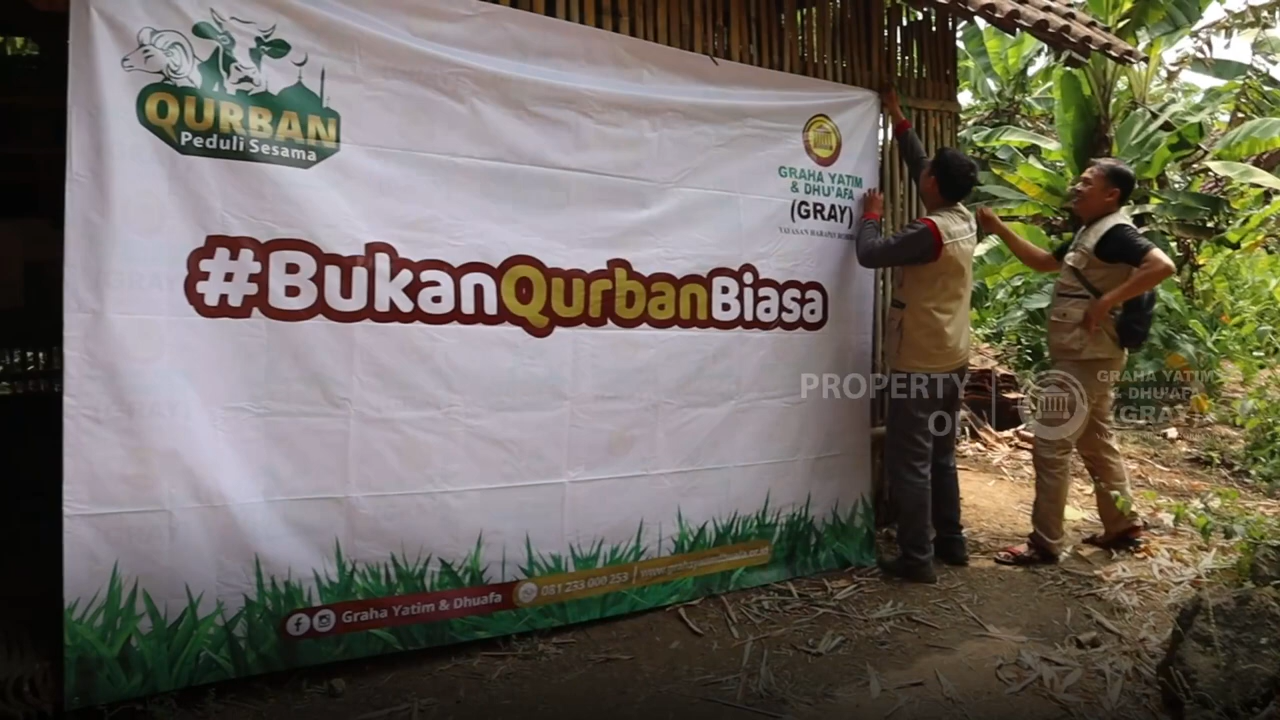 QURBAN
Peduli Sesama
GRAHA YATIM
& DHU'AFA
(GRAY)
#BukanQurbanBiasa
PROPERTY
OF
GRAHA YATIM
& DHU'AFA
(GRAY)
Graha Yatim & Dhuafa
081 233 000 253